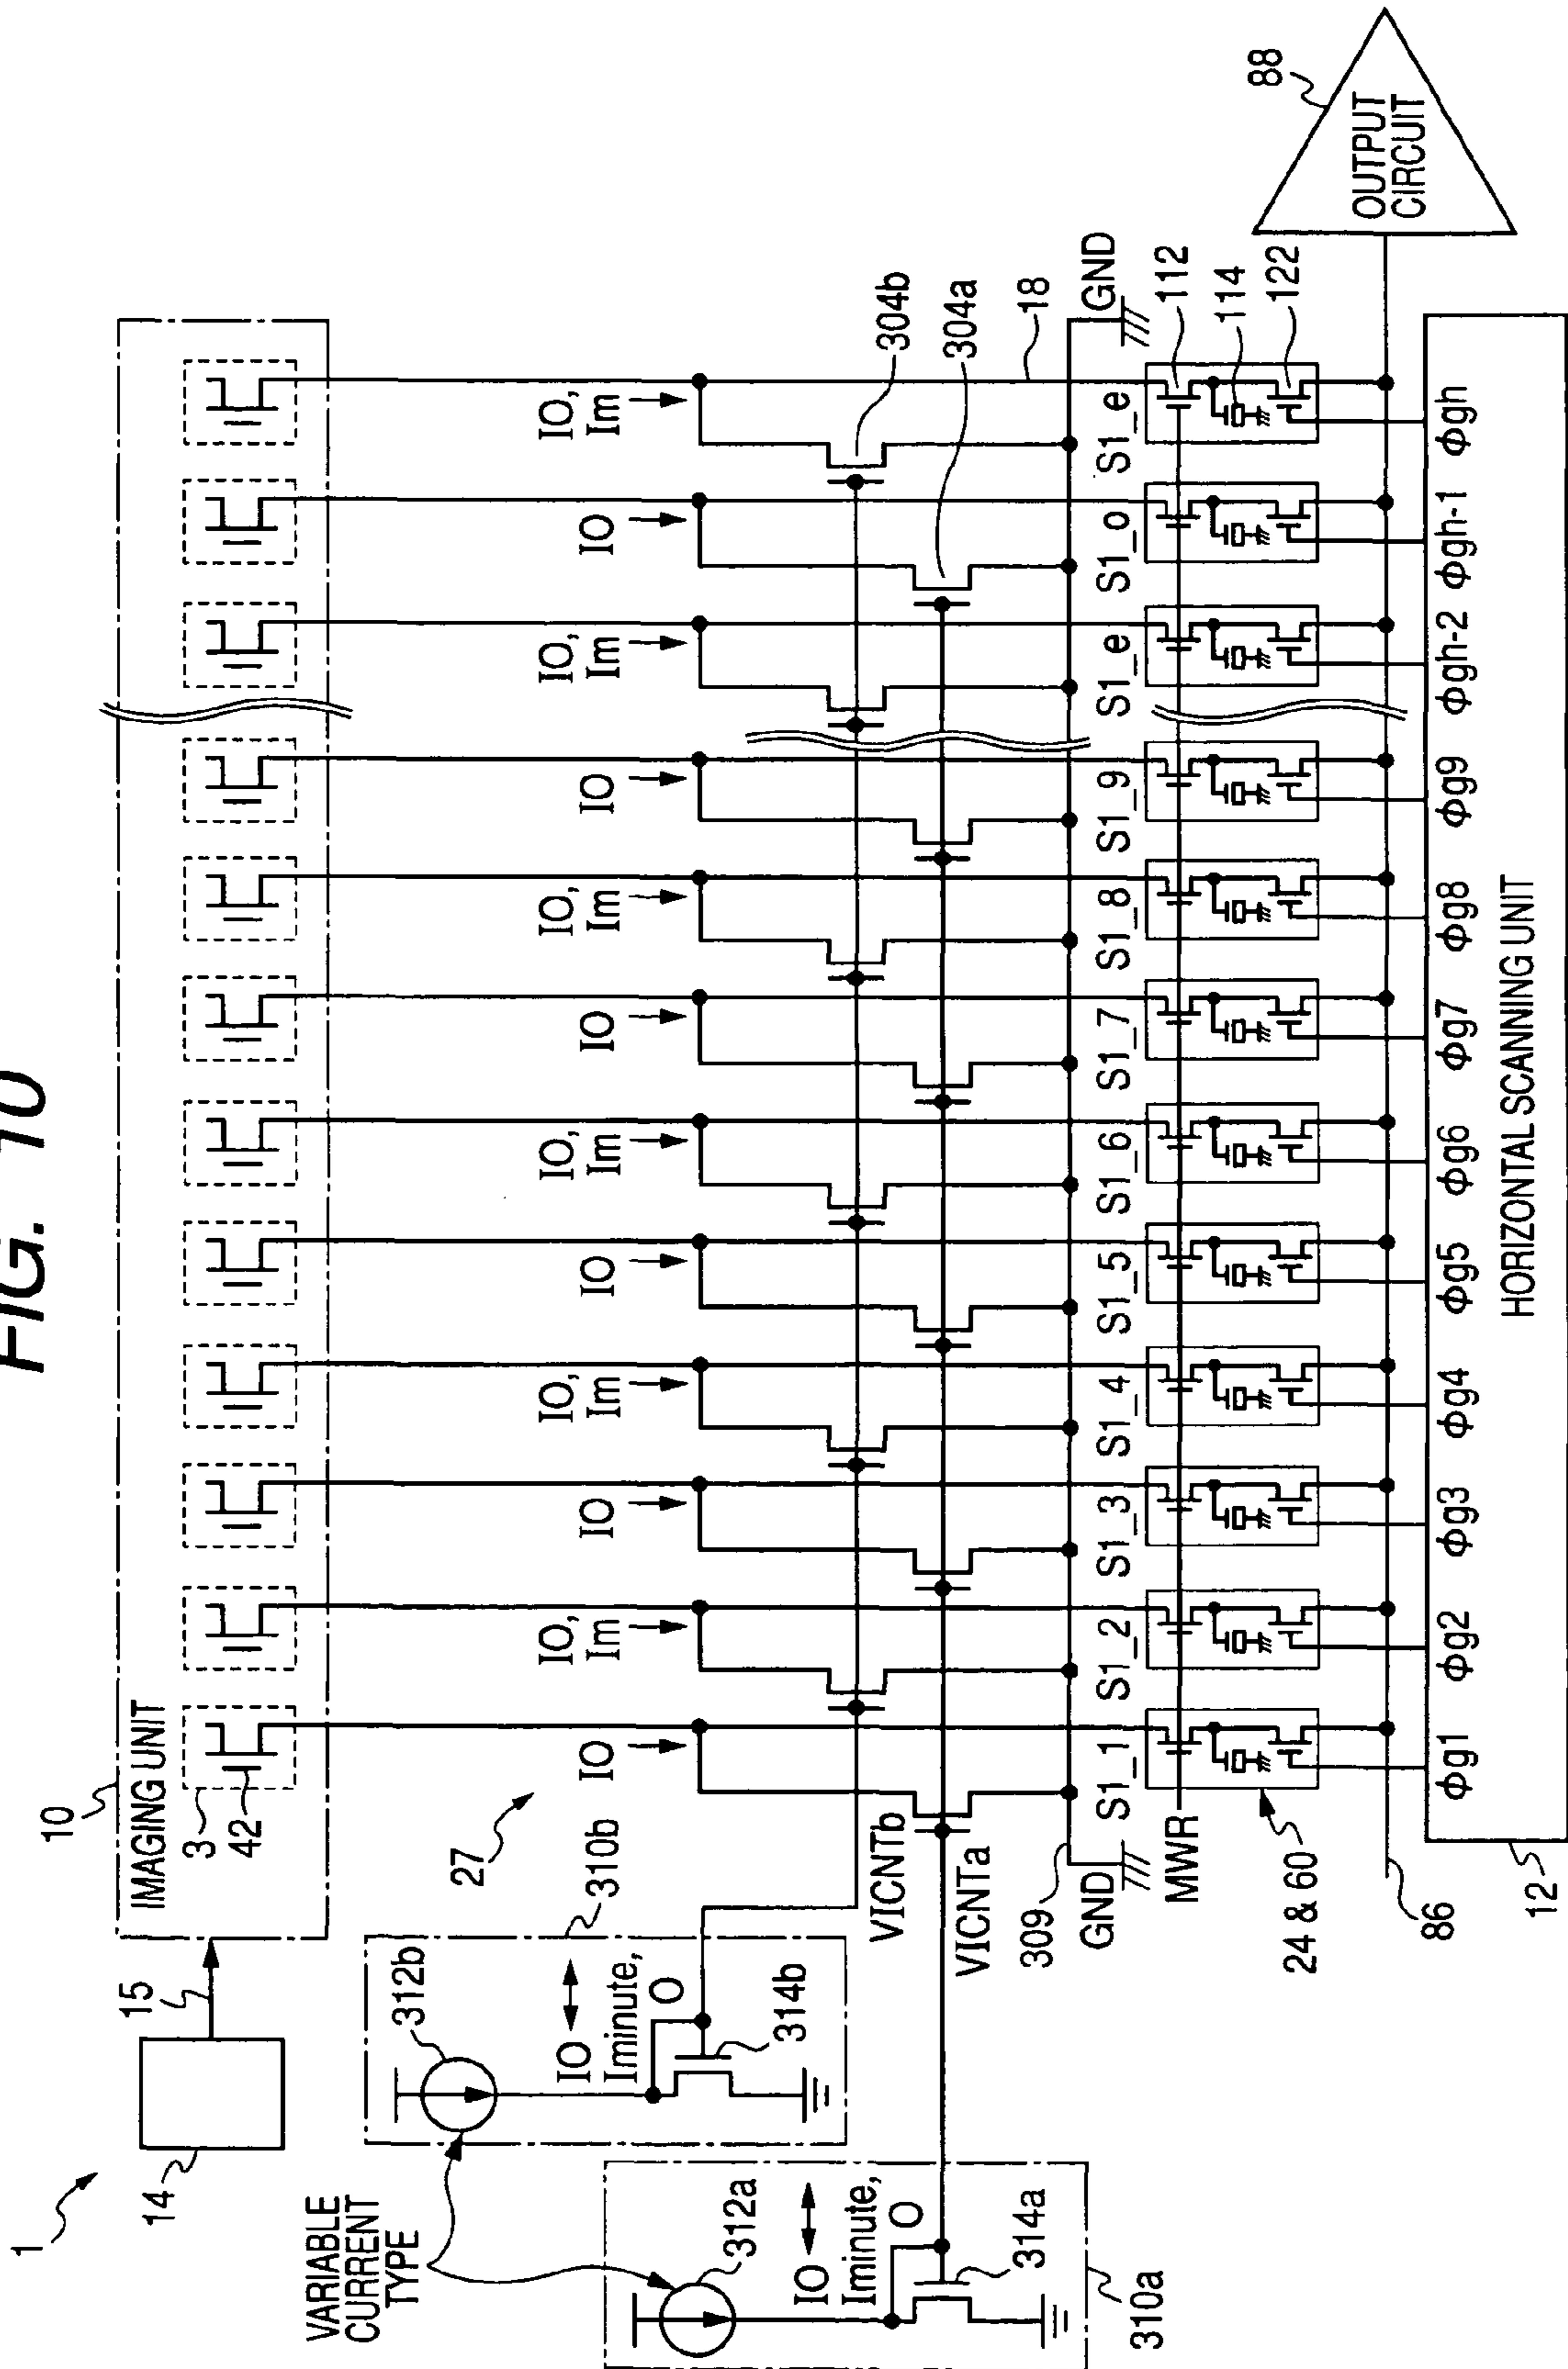 FIG. 10
1
14
15
10
IMAGING UNIT
3
42
VARIABLE
CURRENT
TYPE
312b
IO
Iminute,
O
314b
310b
312a
IO
Iminute,
O
314a
310a
27
VICNTb
VICNTa
IO
IO,
Im
IO
IO,
Im
IO
IO,
Im
IO
IO,
Im
IO
IO,
Im
IO
IO,
Im
304b
304a
18
309
GND
GND
S1_1
S1_2
S1_3
S1_4
S1_5
S1_6
S1_7
S1_8
S1_9
S1_e
S1_o
S1_e
MWR
24 & 60
112
114
122
86
88
OUTPUT
CIRCUIT
Φg1
Φg2
Φg3
Φg4
Φg5
Φg6
Φg7
Φg8
Φg9
Φgh-2
Φgh-1
Φgh
HORIZONTAL SCANNING UNIT
12